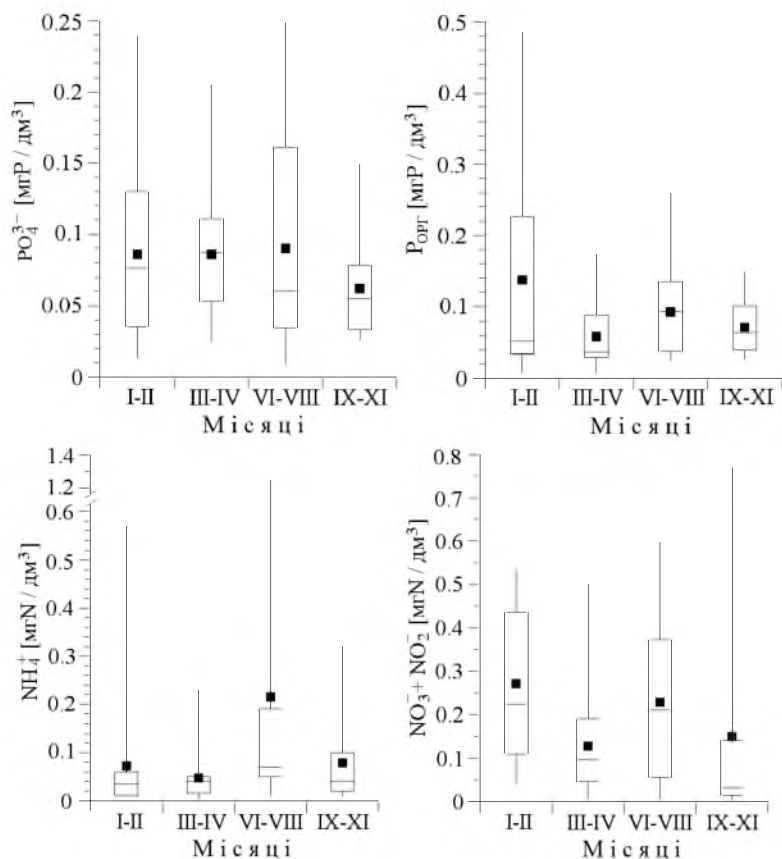 0.25
0.2
0.15
0.1
0.05
0
PO₄³⁻ [мгP / дм³]
I-II III-IV VI-VIII IX-XI
Місяці
0.5
0.4
0.3
0.2
0.1
0
Pорг [мгP / дм³]
I-II III-IV VI-VIII IX-XI
Місяці
1.4
1.2
0.6
0.5
0.4
0.3
0.2
0.1
0
NH₄⁺ [мгN / дм³]
I-II III-IV VI-VIII IX-XI
Місяці
0.8
0.7
0.6
0.5
0.4
0.3
0.2
0.1
0
NO₃⁻+ NO₂⁻ [мгN / дм³]
I-II III-IV VI-VIII IX-XI
Місяці